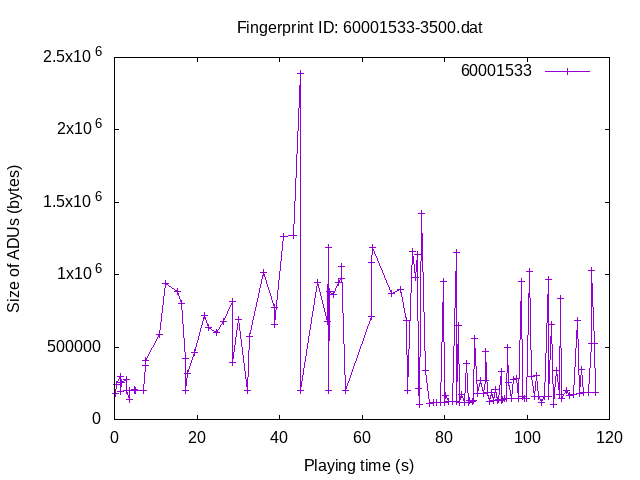 Fingerprint ID: 60001533-3500.dat
60001533
2.5x10 6
2x10 6
1.5x10 6
1x10 6
500000
0
Size of ADUs (bytes)
0 20 40 60 80 100 120
Playing time (s)